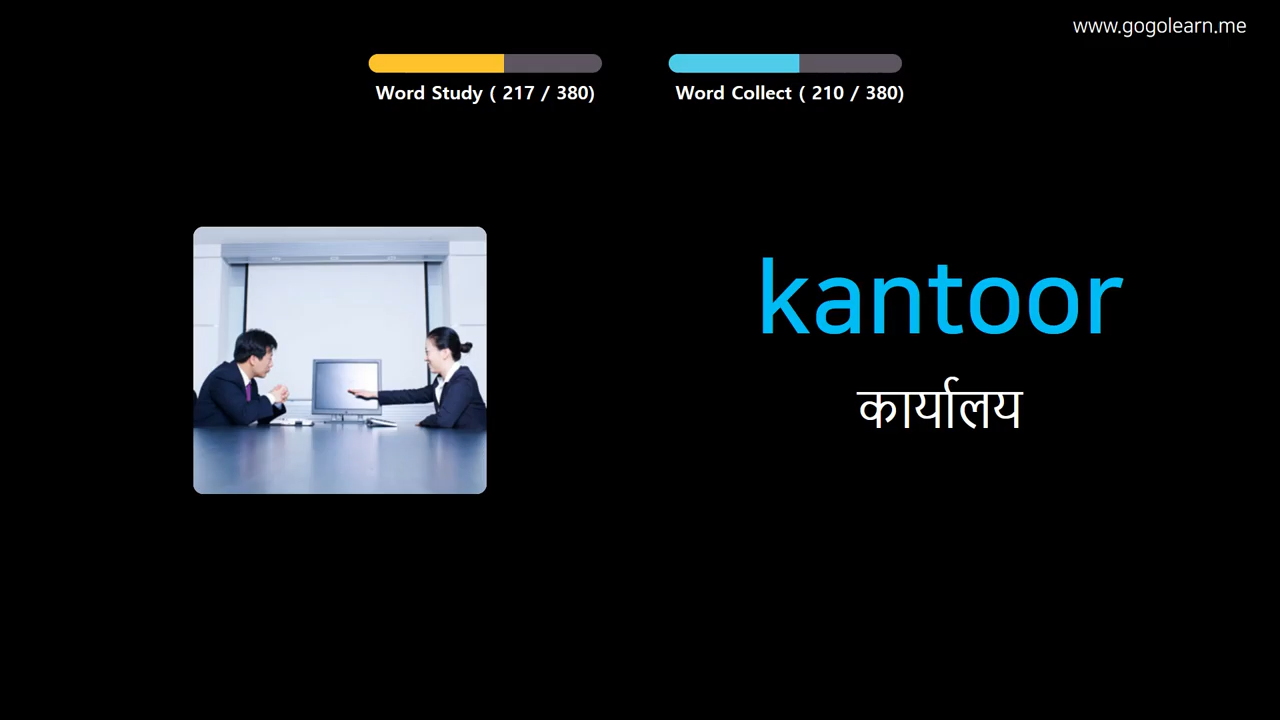 www.gogolearn.me
Word Study ( 217 / 380)
Word Collect ( 210 / 380)
kantoor
कार्यालय